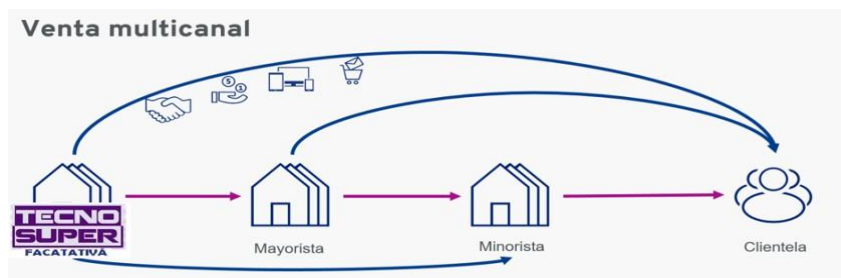 Venta multicanal
TECNO
SUPER
FACATATIVÁ
Mayorista
Minorista
Clientela